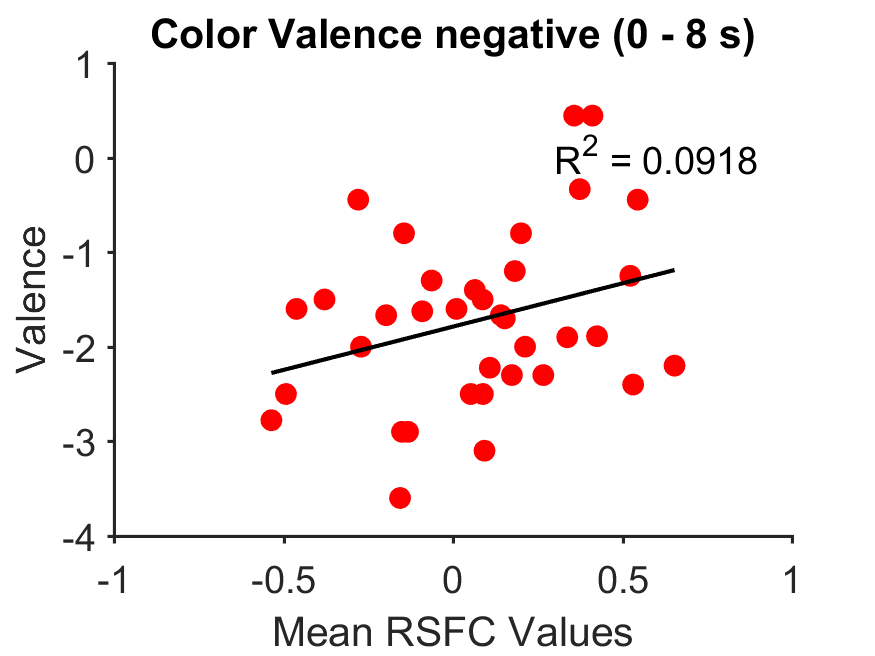 Color Valence negative (0 - 8 s)
1
0
-1
-2
-3
-4
Valence
R² = 0.0918
-1
-0.5
0
0.5
1
Mean RSFC Values